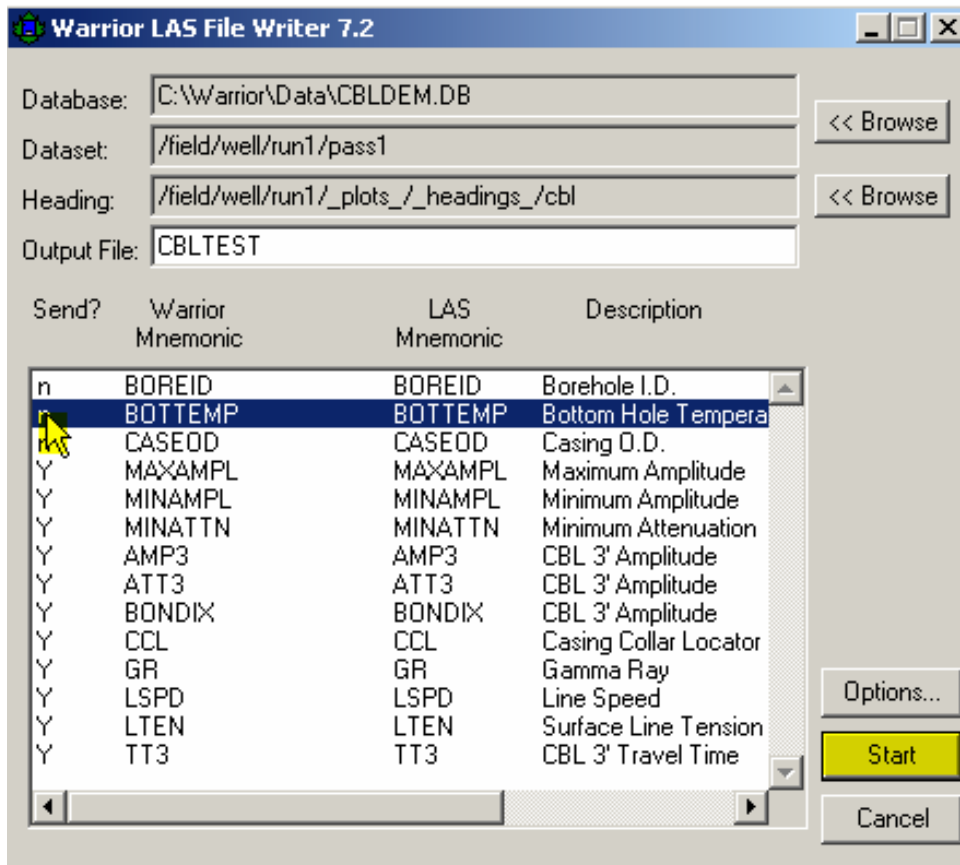 Warrior LAS File Writer 7.2
Database: C:\Warrior\Data\CBLDEM.DB
<< Browse
Dataset: /field/well/run1/pass1
Heading: /field/well/run1/_plots_/_headings_/cbl
<< Browse
Output File: CBLTEST
Send? Warrior Mnemonic LAS Mnemonic Description
n BOREID BOREID Borehole I.D.
n BOTTEMP BOTTEMP Bottom Hole Tempera
n CASEOD CASEOD Casing O.D.
Y MAXAMPL MAXAMPL Maximum Amplitude
Y MINAMPL MINAMPL Minimum Amplitude
Y MINATTN MINATTN Minimum Attenuation
Y AMP3 AMP3 CBL 3' Amplitude
Y ATT3 ATT3 CBL 3' Amplitude
Y BONDIX BONDIX CBL 3' Amplitude
Y CCL CCL Casing Collar Locator
Y GR GR Gamma Ray
Y LSPD LSPD Line Speed
Y LTEN LTEN Surface Line Tension
Y TT3 TT3 CBL 3' Travel Time
Options...
Start
Cancel